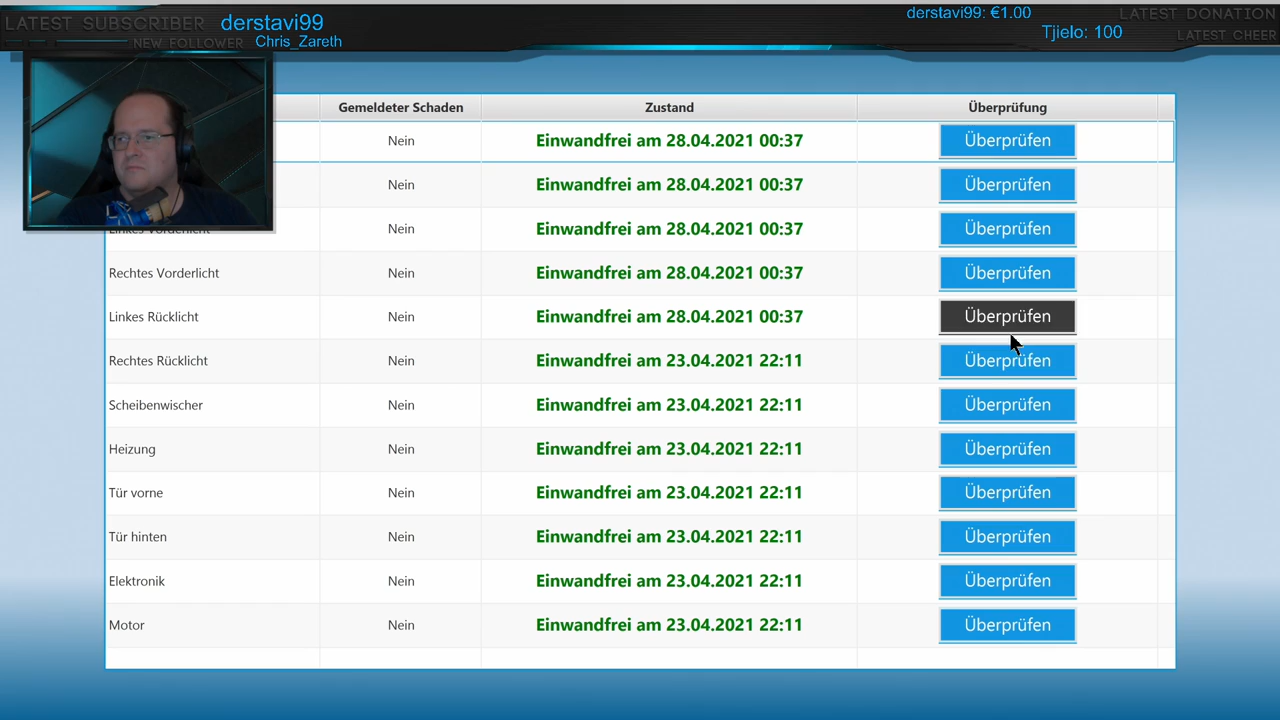 LATEST SUBSCRIBER
derstavi99
NEW FOLLOWER
Chris_Zareth
derstavi99: €1.00
LATEST DONATION
Tjielo: 100
LATEST CHEER
Gemeldeter Schaden Zustand Überprüfung
Nein Einwandfrei am 28.04.2021 00:37 Überprüfen
Nein Einwandfrei am 28.04.2021 00:37 Überprüfen
Linkes Vorderlicht Nein Einwandfrei am 28.04.2021 00:37 Überprüfen
Rechtes Vorderlicht Nein Einwandfrei am 28.04.2021 00:37 Überprüfen
Linkes Rücklicht Nein Einwandfrei am 28.04.2021 00:37 Überprüfen
Rechtes Rücklicht Nein Einwandfrei am 23.04.2021 22:11 Überprüfen
Scheibenwischer Nein Einwandfrei am 23.04.2021 22:11 Überprüfen
Heizung Nein Einwandfrei am 23.04.2021 22:11 Überprüfen
Tür vorne Nein Einwandfrei am 23.04.2021 22:11 Überprüfen
Tür hinten Nein Einwandfrei am 23.04.2021 22:11 Überprüfen
Elektronik Nein Einwandfrei am 23.04.2021 22:11 Überprüfen
Motor Nein Einwandfrei am 23.04.2021 22:11 Überprüfen